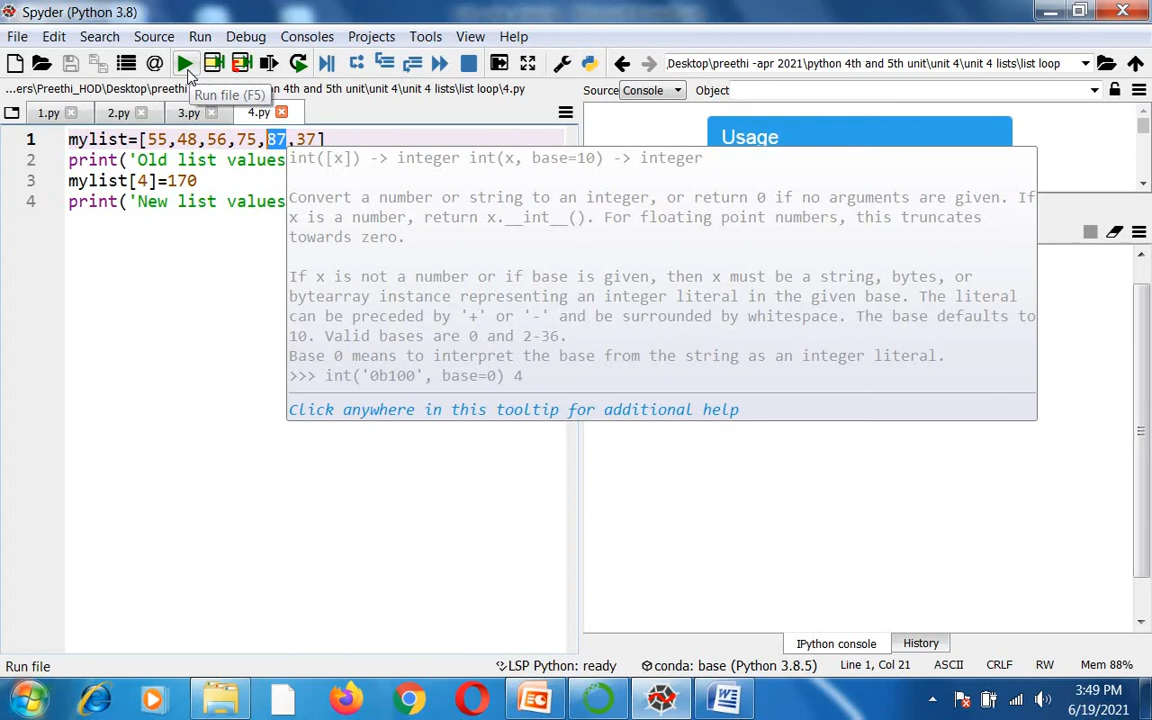 Spyder (Python 3.8)
File Edit Search Source Run Debug Consoles Projects Tools View Help
Desktop\preethi -apr 2021\python 4th and 5th unit\unit 4\unit 4 lists\list loop
...ers\Preethi_HOD\Desktop\preethi 4th and 5th unit\unit 4\unit 4 lists\list loop\4.py
Run file (F5)
Source Console Object
1.py 2.py 3.py 4.py
Usage
1 mylist=[55,48,56,75,87,37]
2 print('Old list values
3 mylist[4]=170
4 print('New list values
int([x]) -> integer int(x, base=10) -> integer
Convert a number or string to an integer, or return 0 if no arguments are given. If
x is a number, return x.__int__(). For floating point numbers, this truncates
towards zero.
If x is not a number or if base is given, then x must be a string, bytes, or
bytearray instance representing an integer literal in the given base. The literal
can be preceded by '+' or '-' and be surrounded by whitespace. The base defaults to
10. Valid bases are 0 and 2-36.
Base 0 means to interpret the base from the string as an integer literal.
>>> int('0b100', base=0) 4
Click anywhere in this tooltip for additional help
IPython console History
Run file LSP Python: ready conda: base (Python 3.8.5) Line 1, Col 21 ASCII CRLF RW Mem 88%
3:49 PM
6/19/2021